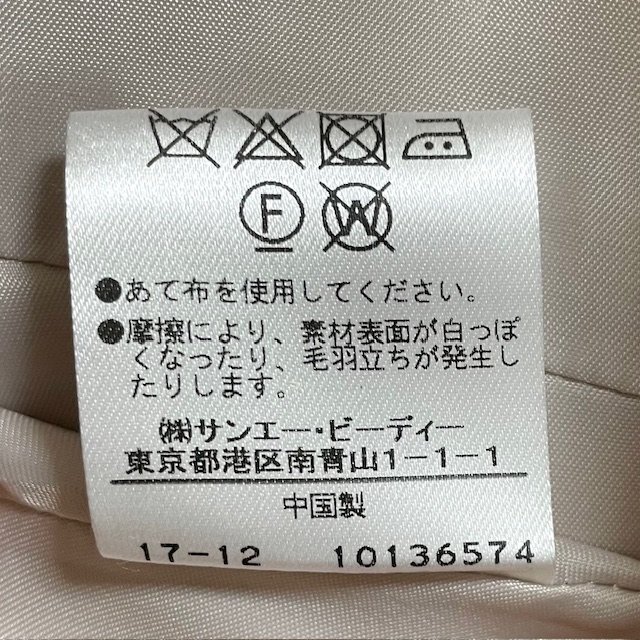 F W
●あて布を使用してください。
●摩擦により、素材表面が白っぽ
くなったり、毛羽立ちが発生し
たりします。
㈱サンエー・ビーディー
東京都港区南青山1-1-1
中国製
17-12 10136574